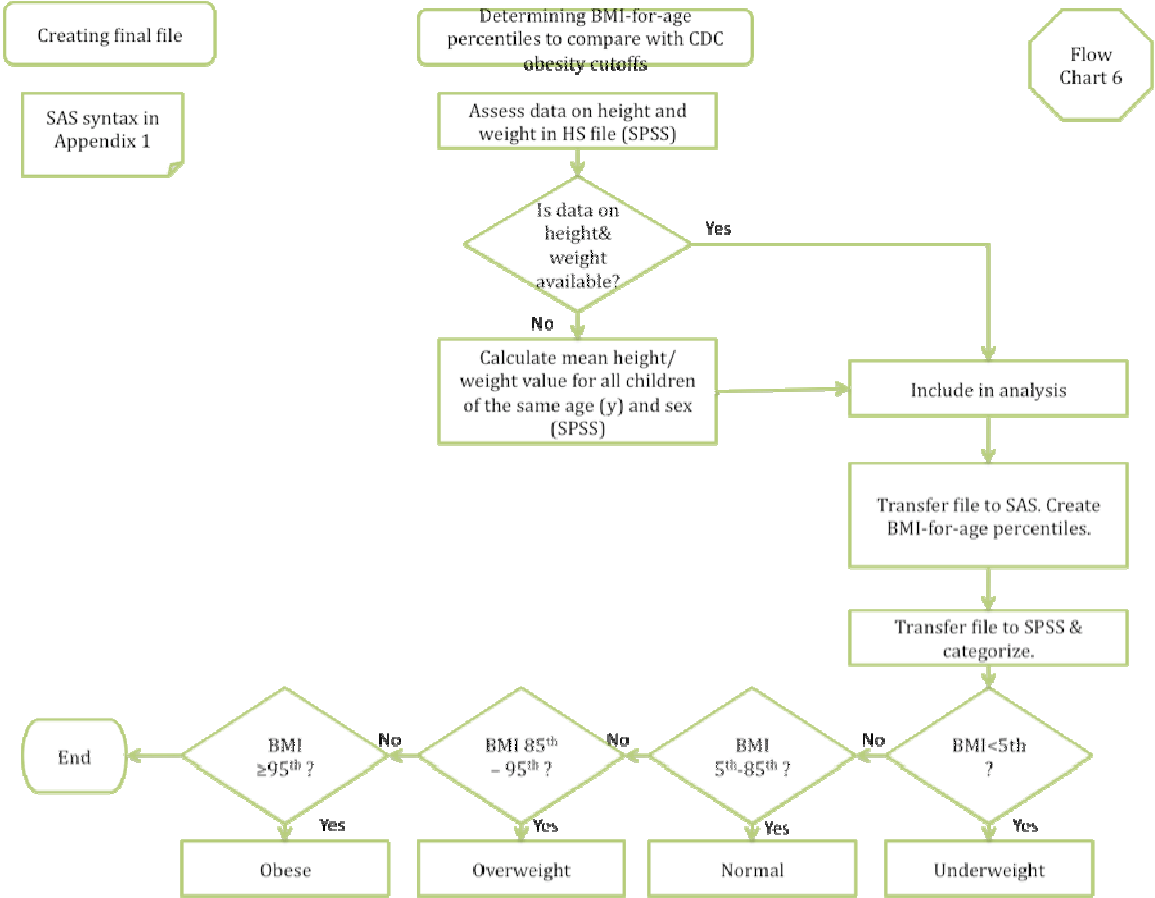 Creating final file
Determining BMI-for-age
percentiles to compare with CDC
obesity cutoffs
Flow
Chart 6
SAS syntax in
Appendix 1
Assess data on height and
weight in HS file (SPSS)
Is data on
height&
weight
available?
Yes
No
Calculate mean height/
weight value for all children
of the same age (y) and sex
(SPSS)
Include in analysis
Transfer file to SAS. Create
BMI-for-age percentiles.
Transfer file to SPSS &
categorize.
End
BMI
≥95th ?
No
BMI 85th
– 95th ?
No
BMI
5th-85th ?
No
BMI<5th
?
Yes
Yes
Yes
Yes
Obese
Overweight
Normal
Underweight